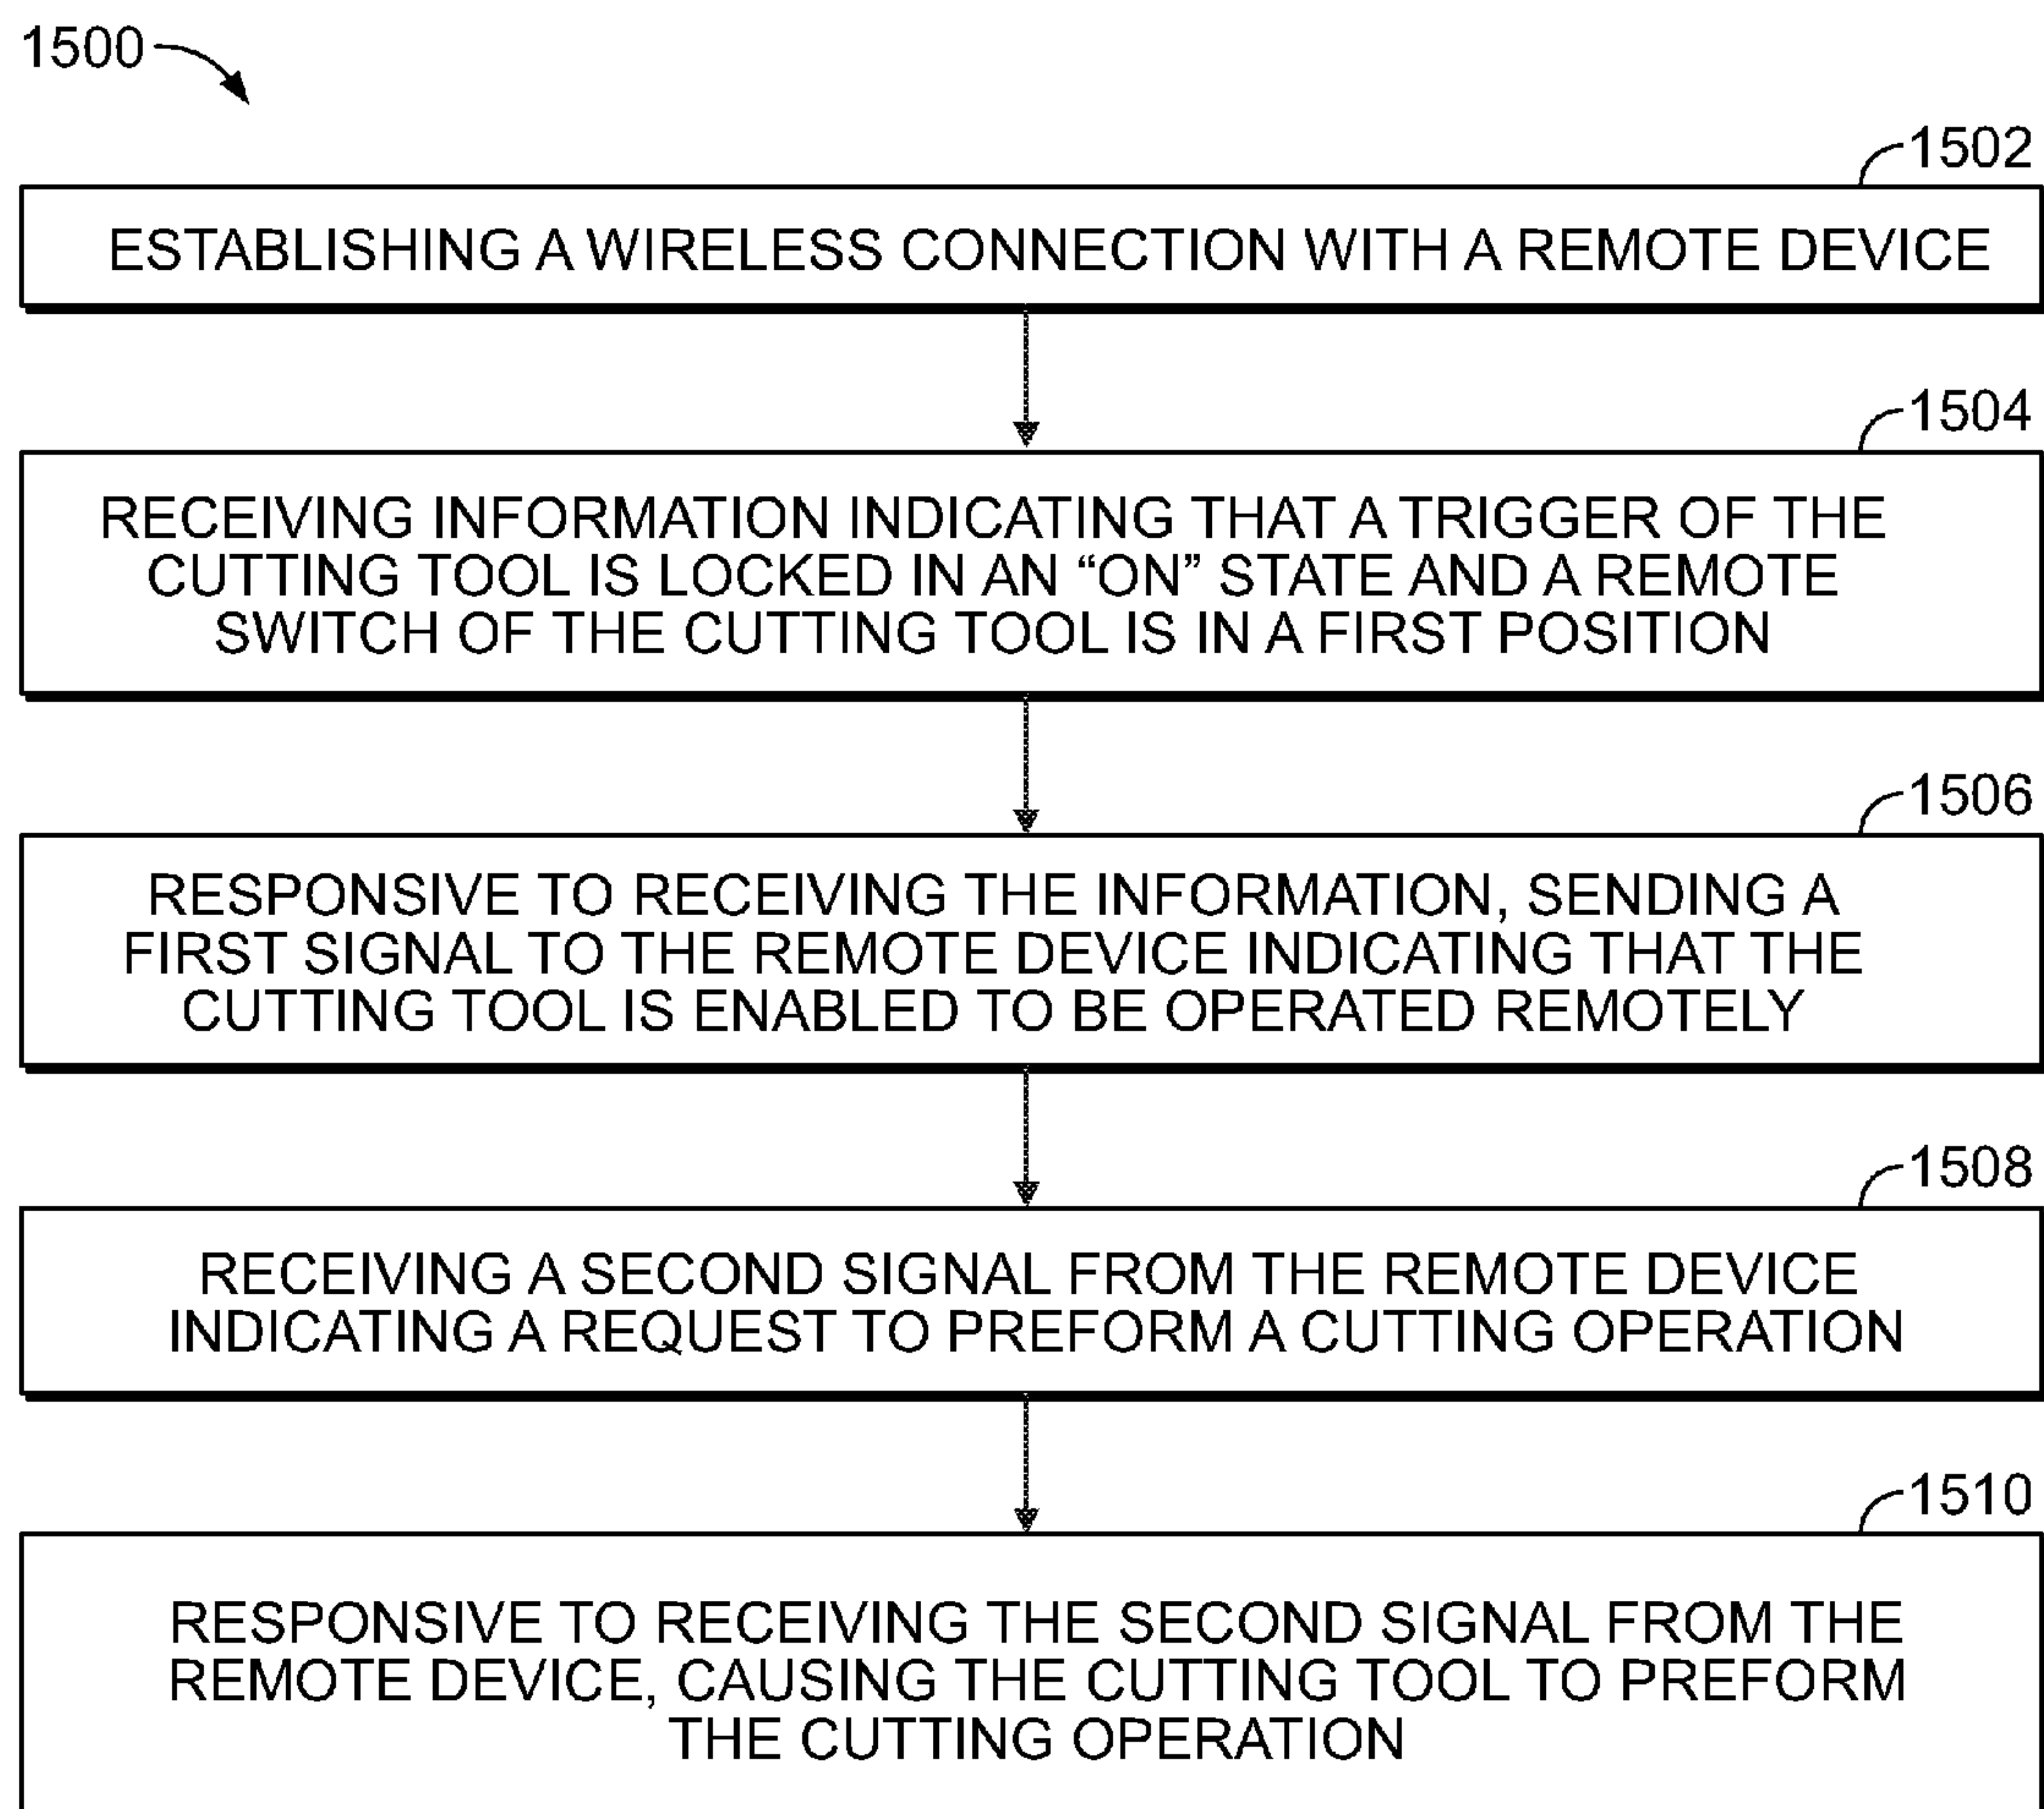 1500
1502
ESTABLISHING A WIRELESS CONNECTION WITH A REMOTE DEVICE
1504
RECEIVING INFORMATION INDICATING THAT A TRIGGER OF THE
CUTTING TOOL IS LOCKED IN AN “ON” STATE AND A REMOTE
SWITCH OF THE CUTTING TOOL IS IN A FIRST POSITION
1506
RESPONSIVE TO RECEIVING THE INFORMATION, SENDING A
FIRST SIGNAL TO THE REMOTE DEVICE INDICATING THAT THE
CUTTING TOOL IS ENABLED TO BE OPERATED REMOTELY
1508
RECEIVING A SECOND SIGNAL FROM THE REMOTE DEVICE
INDICATING A REQUEST TO PREFORM A CUTTING OPERATION
1510
RESPONSIVE TO RECEIVING THE SECOND SIGNAL FROM THE
REMOTE DEVICE, CAUSING THE CUTTING TOOL TO PREFORM
THE CUTTING OPERATION